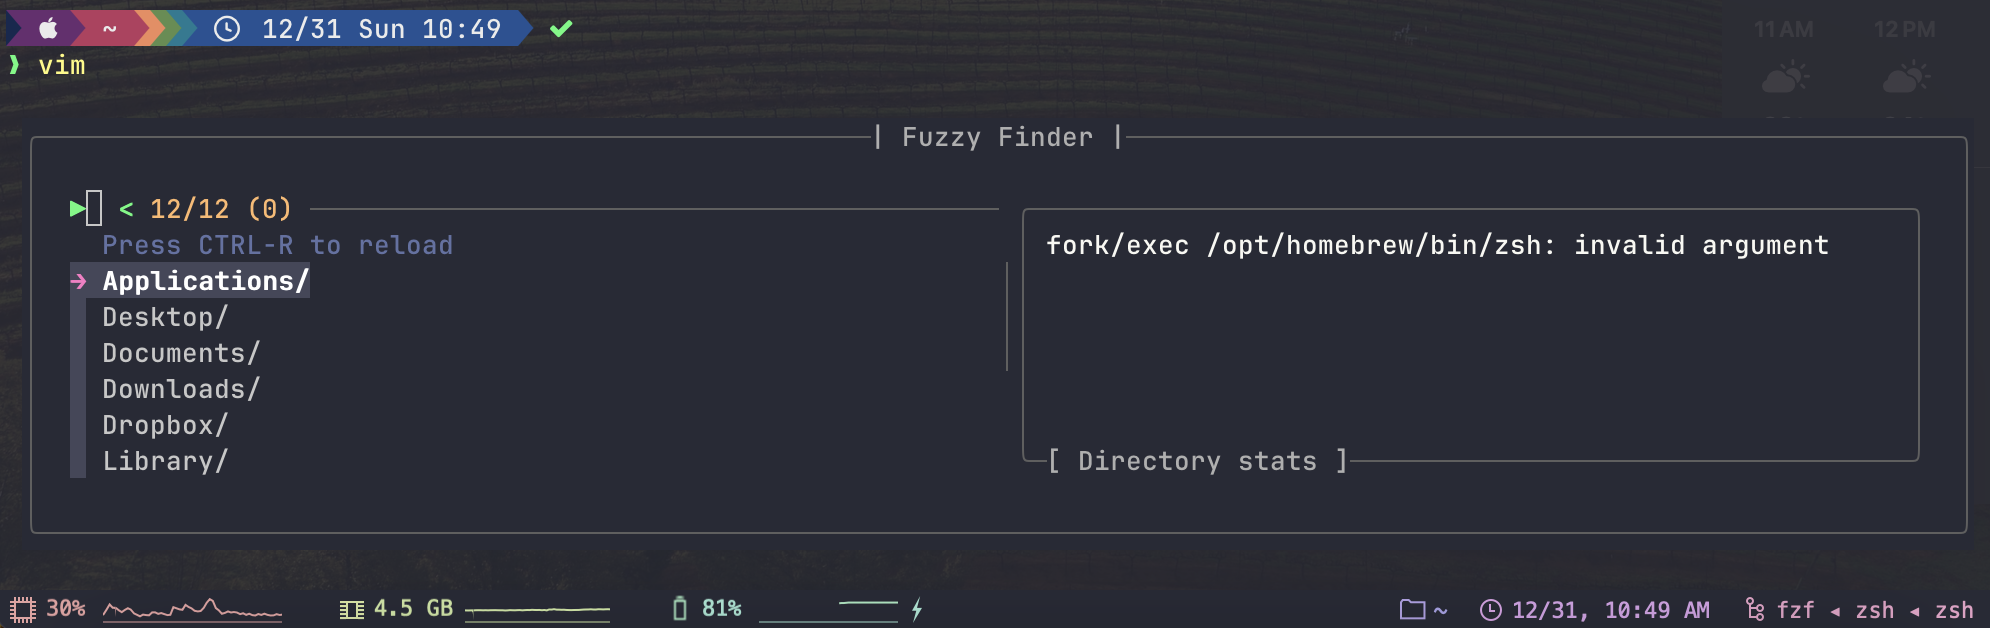 ~ 12/31 Sun 10:49 ✔
❯ vim
11 AM 12 PM
| Fuzzy Finder |
▶ < 12/12 (0)
Press CTRL-R to reload
→ Applications/
Desktop/
Documents/
Downloads/
Dropbox/
Library/
fork/exec /opt/homebrew/bin/zsh: invalid argument
[ Directory stats ]
30% 4.5 GB 81% ~ 12/31, 10:49 AM fzf ◂ zsh ◂ zsh